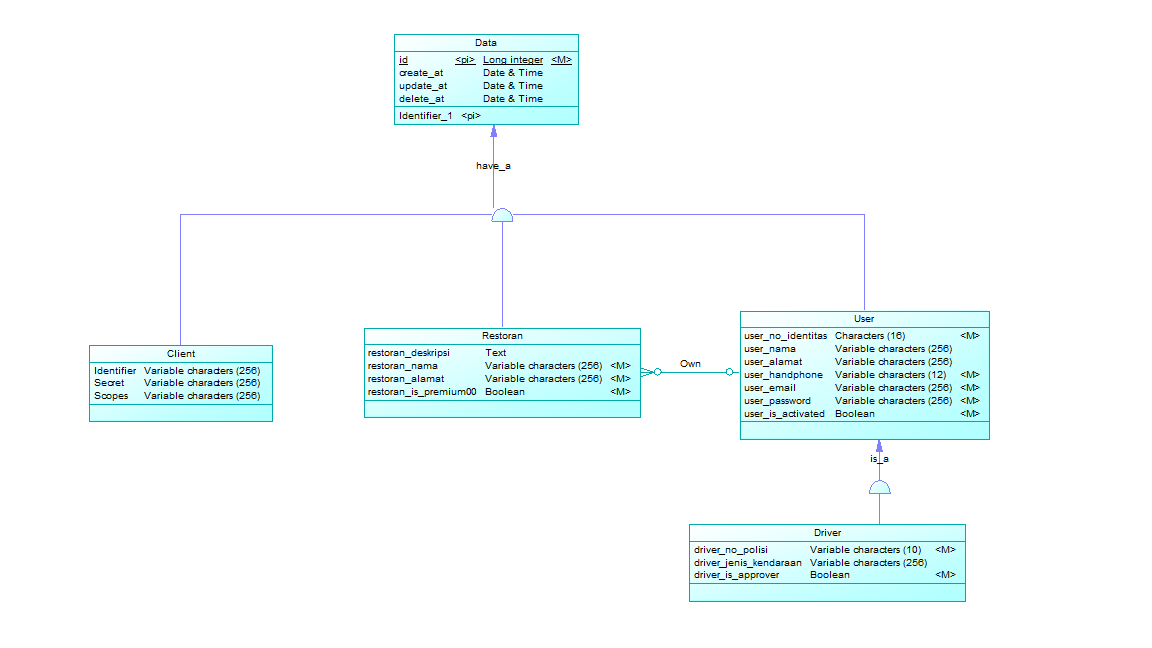 Data
id <pi> Long integer <M>
create_at Date & Time
update_at Date & Time
delete_at Date & Time
Identifier_1 <pi>
have_a
Client
Identifier Variable characters (256)
Secret Variable characters (256)
Scopes Variable characters (256)
Restoran
restoran_deskripsi Text
restoran_nama Variable characters (256) <M>
restoran_alamat Variable characters (256) <M>
restoran_is_premium00 Boolean <M>
Own
User
user_no_identitas Characters (16) <M>
user_nama Variable characters (256)
user_alamat Variable characters (256)
user_handphone Variable characters (12) <M>
user_email Variable characters (256) <M>
user_password Variable characters (256) <M>
user_is_activated Boolean <M>
is_a
Driver
driver_no_polisi Variable characters (10) <M>
driver_jenis_kendaraan Variable characters (256)
driver_is_approver Boolean <M>